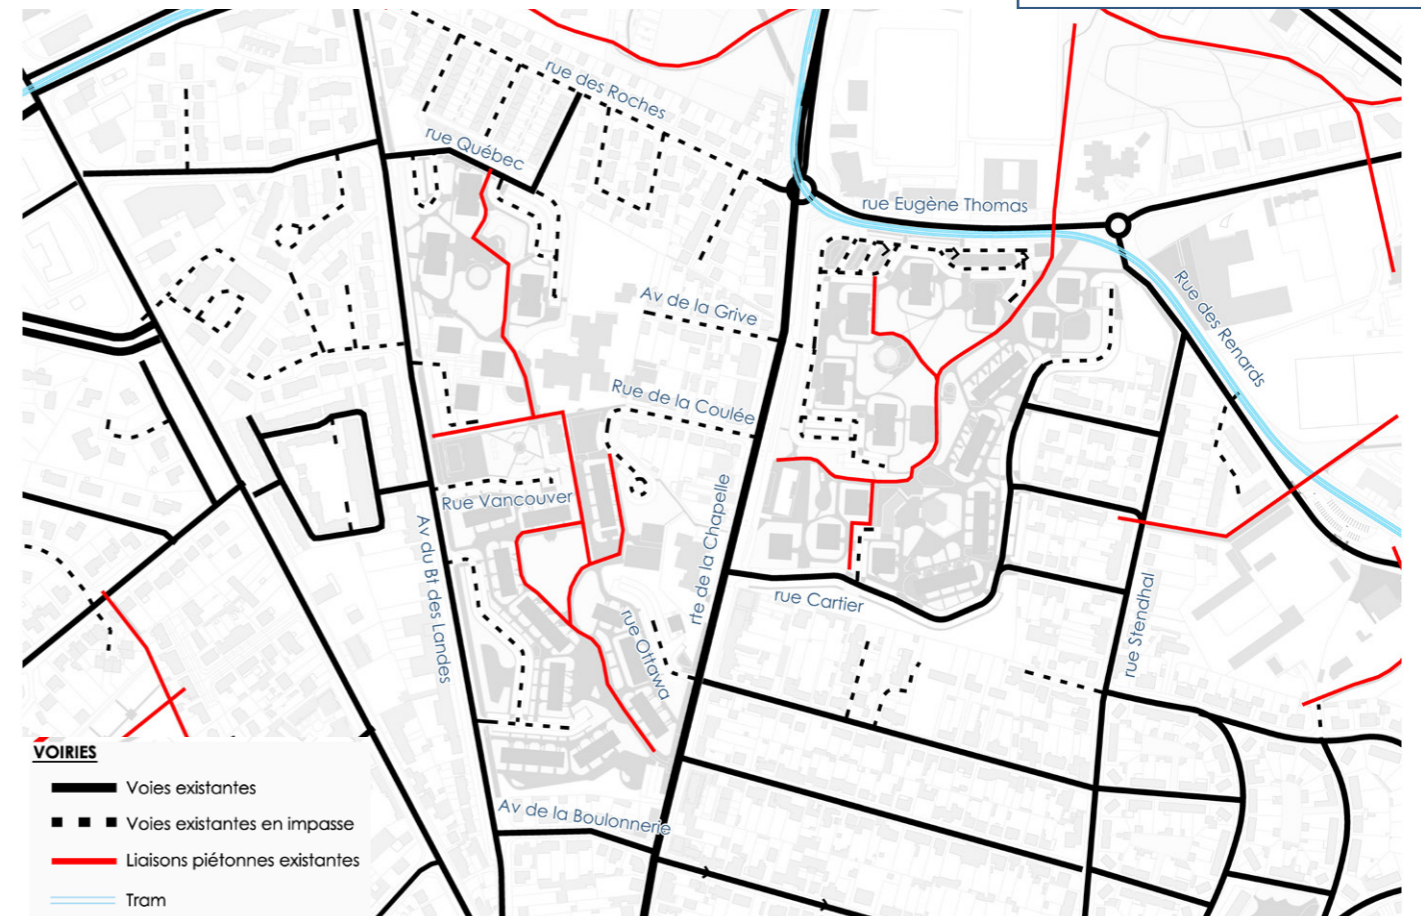 rue des Roches
rue Québec
rue Eugène Thomas
Rue des Renards
Av de la Grive
Rue de la Coulée
Rue Vancouver
Av du Bt des Landes
rte de la Chapelle
rue Cartier
rue Stendhal
rue Ottawa
Av de la Boulonnerie
VOIRIES
Voies existantes
Voies existantes en impasse
Liaisons piétonnes existantes
Tram